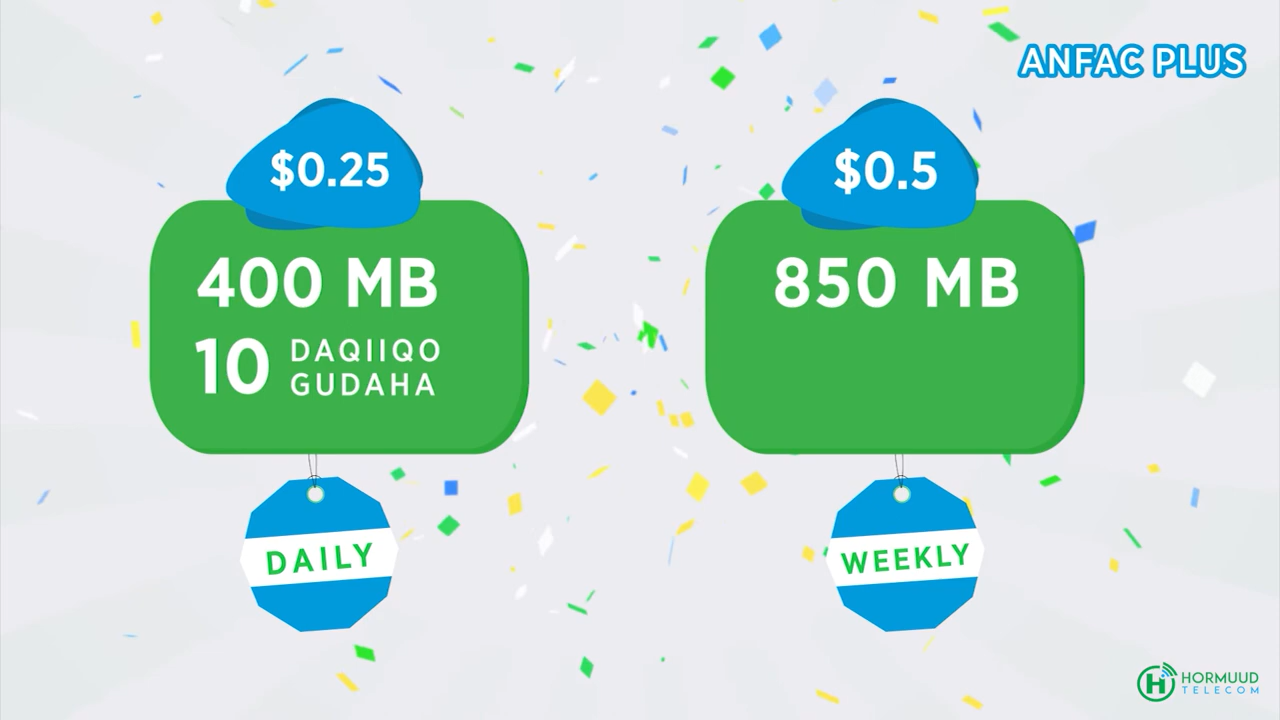 ANFAC PLUS
$0.25
400 MB
10 DAQIIQO
GUDAHA
DAILY
$0.5
850 MB
WEEKLY
HORMUUD
TELECOM